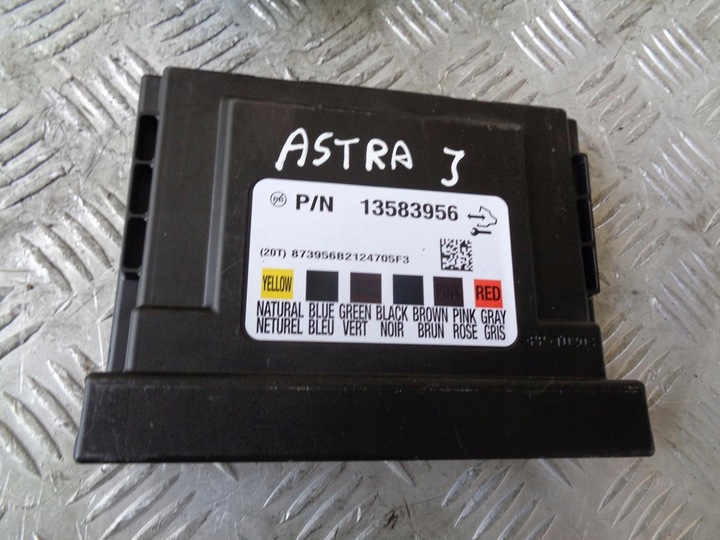 ASTRA J
P/N 13583956
(20T) 873956B2124705F3
YELLOW RED
NATURAL BLUE GREEN BLACK BROWN PINK GRAY
NETUREL BLEU VERT NOIR BRUN ROSE GRIS